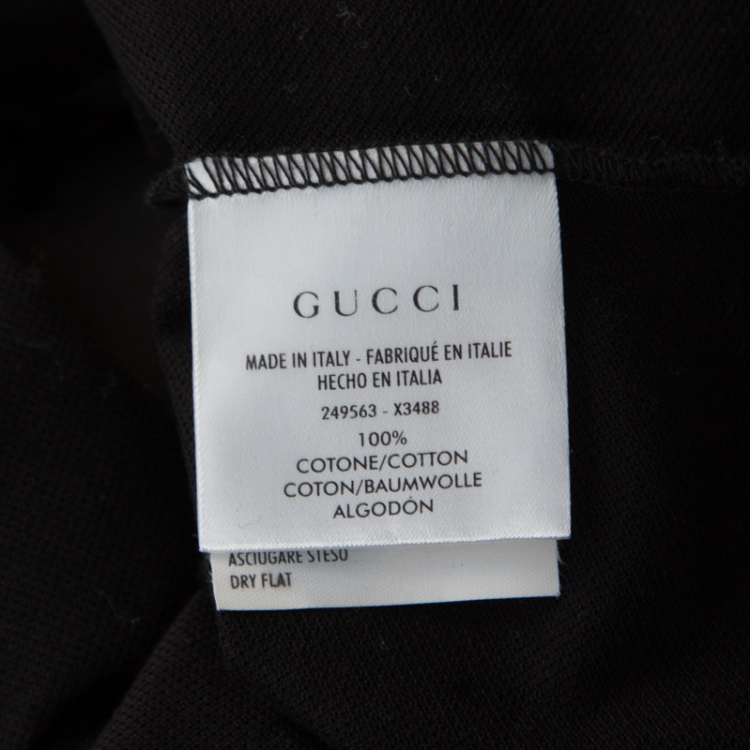 GUCCI
MADE IN ITALY - FABRIQUÉ EN ITALIE
HECHO EN ITALIA
249563 - X3488
100%
COTONE/COTTON
COTON/BAUMWOLLE
ALGODÓN
ASCIUGARE STESO
DRY FLAT